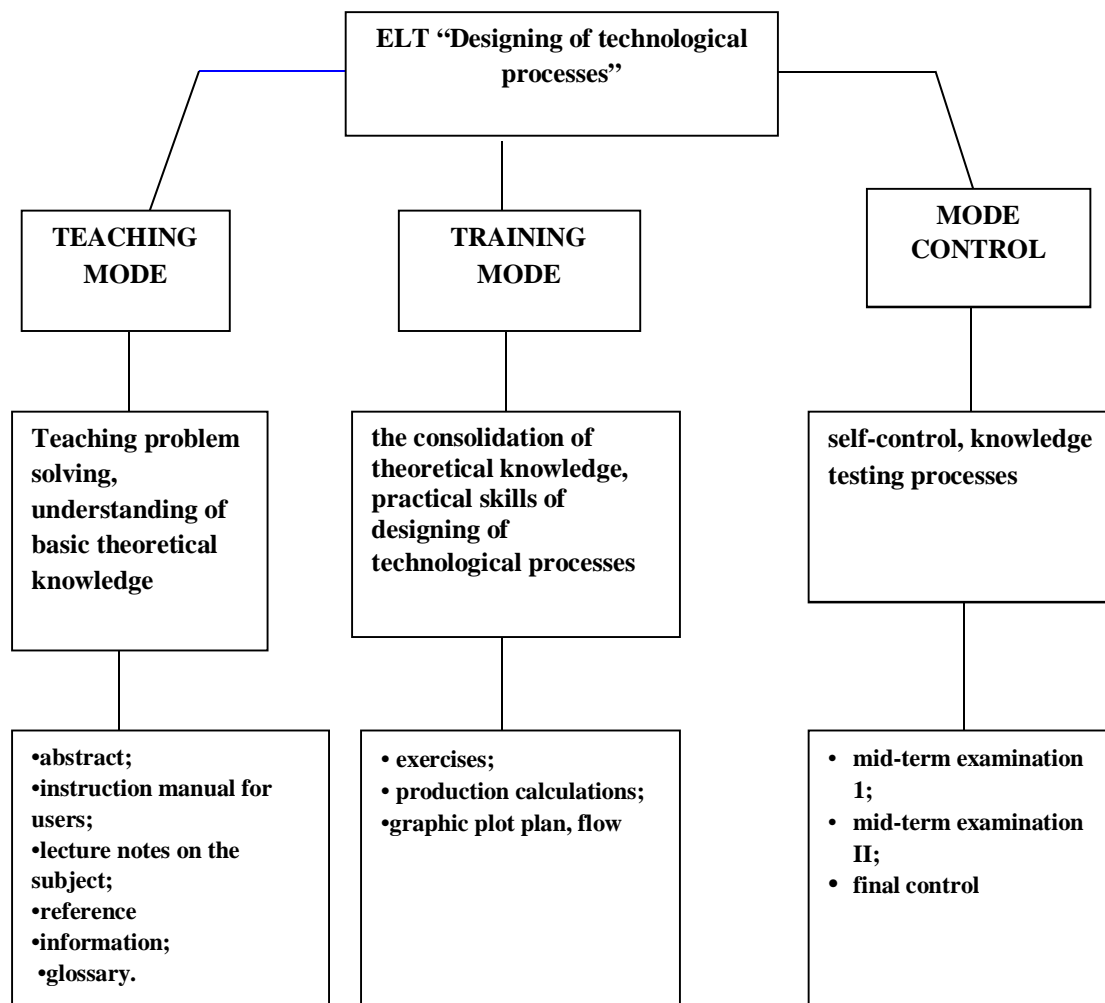 ELT “Designing of technological
processes”
TEACHING
MODE
TRAINING
MODE
MODE
CONTROL
Teaching problem
solving,
understanding of
basic theoretical
knowledge
the consolidation of
theoretical knowledge,
practical skills of
designing of
technological processes
self-control, knowledge
testing processes
•abstract;
•instruction manual for
users;
•lecture notes on the
subject;
•reference
•information;
•glossary.
• exercises;
• production calculations;
•graphic plot plan, flow
• mid-term examination
1;
• mid-term examination
II;
• final control